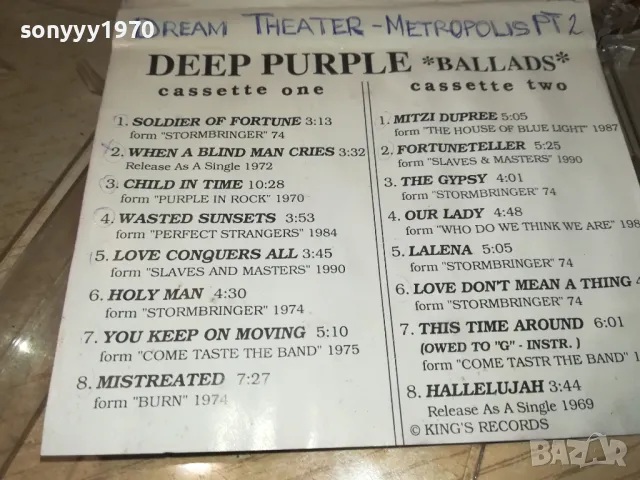 sonyyy1970
DREAM THEATER - METROPOLIS PT 2
DEEP PURPLE *BALLADS*
cassette one
1. SOLDIER OF FORTUNE 3:13
form "STORMBRINGER" 74
2. WHEN A BLIND MAN CRIES 3:32
Release As A Single 1972
3. CHILD IN TIME 10:28
form "PURPLE IN ROCK" 1970
4. WASTED SUNSETS 3:53
form "PERFECT STRANGERS" 1984
5. LOVE CONQUERS ALL 3:45
form "SLAVES AND MASTERS" 1990
6. HOLY MAN 4:30
form "STORMBRINGER" 1974
7. YOU KEEP ON MOVING 5:10
form "COME TASTE THE BAND" 1975
8. MISTREATED 7:27
form "BURN" 1974
cassette two
1. MITZI DUPREE 5:05
form "THE HOUSE OF BLUE LIGHT" 1987
2. FORTUNETELLER 5:25
form "SLAVES & MASTERS" 1990
3. THE GYPSY 4:01
form "STORMBRINGER" 74
4. OUR LADY 4:48
form "WHO DO WE THINK WE ARE" 198
5. LALENA 5:05
form "STORMBRINGER" 74
6. LOVE DON'T MEAN A THING 4
form "STORMBRINGER" 74
7. THIS TIME AROUND 6:01
(OWED TO "G" - INSTR. )
form "COME TASTR THE BAND" 1
8. HALLELUJAH 3:44
Release As A Single 1969
© KING'S RECORDS
BAZAR
bg